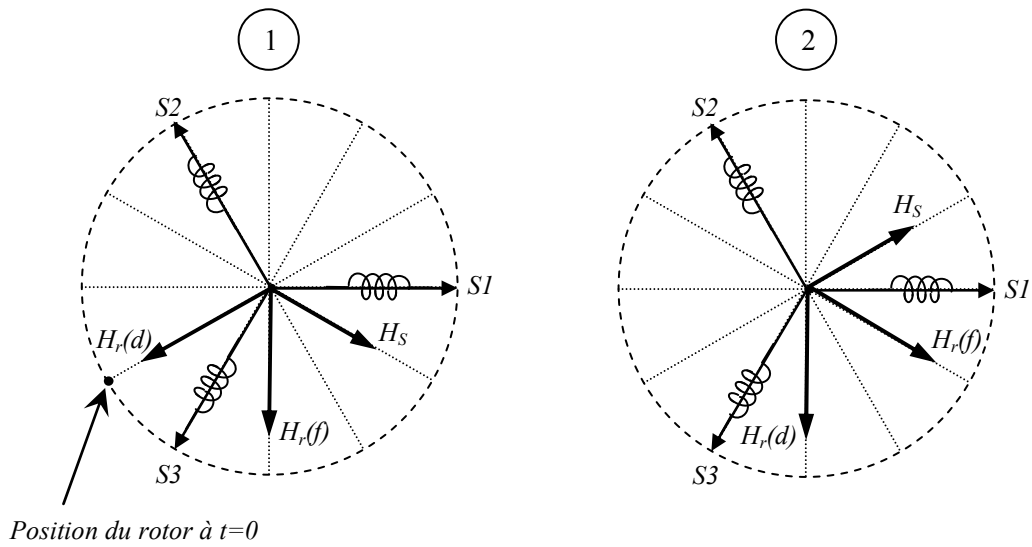 1
2
S2
S2
H_S
S1
S1
H_r(d)
H_S
H_r(f)
H_r(f)
H_r(d)
S3
S3
Position du rotor à t=0